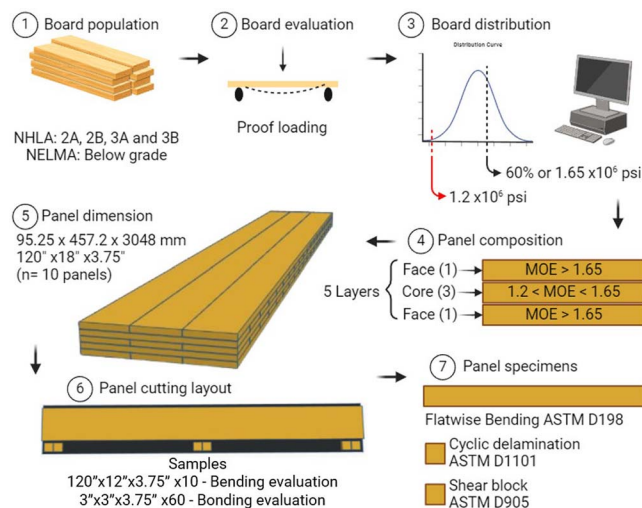 1 Board population
NHLA: 2A, 2B, 3A and 3B
NELMA: Below grade
2 Board evaluation
Proof loading
3 Board distribution
Distribution Curve
60% or 1.65 x10⁶ psi
1.2 x10⁶ psi
4 Panel composition
5 Layers
Face (1) MOE > 1.65
Core (3) 1.2 < MOE < 1.65
Face (1) MOE > 1.65
5 Panel dimension
95.25 x 457.2 x 3048 mm
120" x18" x3.75"
(n= 10 panels)
6 Panel cutting layout
Samples
120"x12"x3.75" x10 - Bending evaluation
3"x3"x3.75" x60 - Bonding evaluation
7 Panel specimens
Flatwise Bending ASTM D198
Cyclic delamination
ASTM D1101
Shear block
ASTM D905